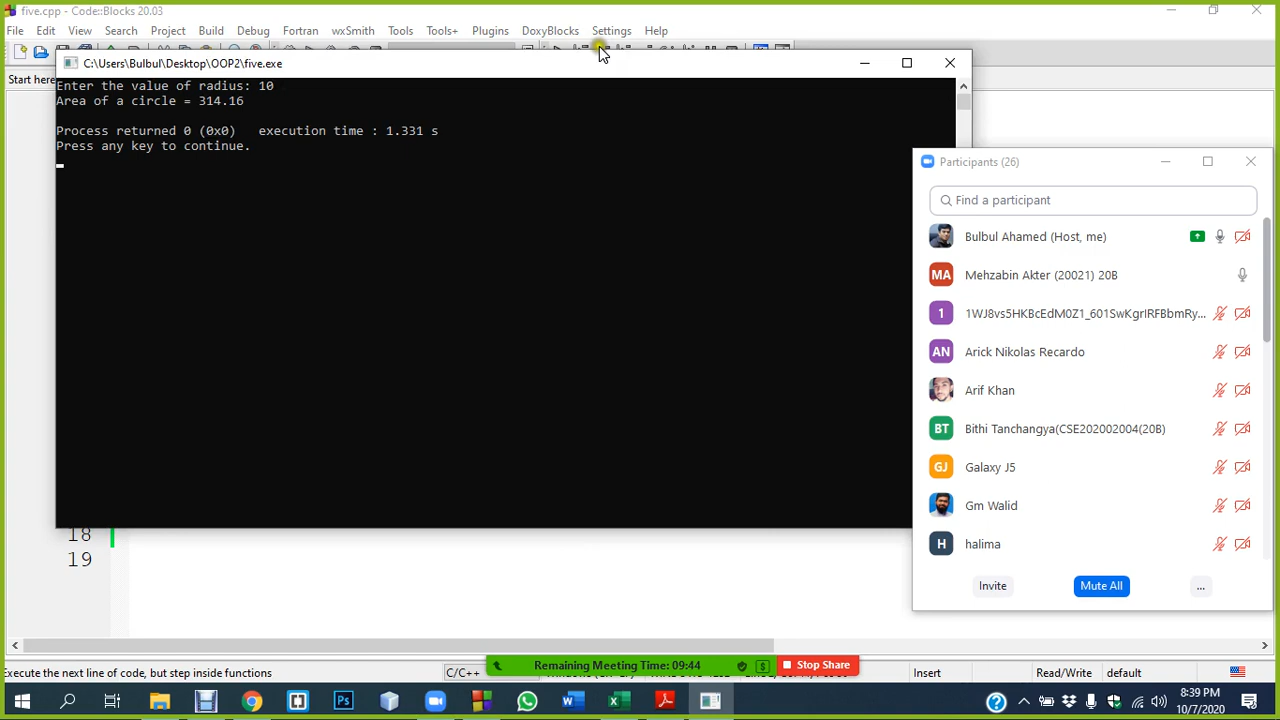 five.cpp - Code::Blocks 20.03
File Edit View Search Project Build Debug Fortran wxSmith Tools Tools+ Plugins DoxyBlocks Settings Help
Start here
C:\Users\Bulbul\Desktop\OOP2\five.exe
Enter the value of radius: 10
Area of a circle = 314.16
Process returned 0 (0x0) execution time : 1.331 s
Press any key to continue.
Participants (26)
Find a participant
Bulbul Ahamed (Host, me)
MA Mehzabin Akter (20021) 20B
1 1WJ8vs5HKBcEdM0Z1_601SwKgrIRFBbmRy...
AN Arick Nikolas Recardo
Arif Khan
BT Bithi Tanchangya(CSE202002004(20B)
GJ Galaxy J5
Gm Walid
H halima
Invite Mute All ...
18
19
Remaining Meeting Time: 09:44 Stop Share
Execute the next line of code, but step inside functions C/C++ Insert Read/Write default
8:39 PM
10/7/2020